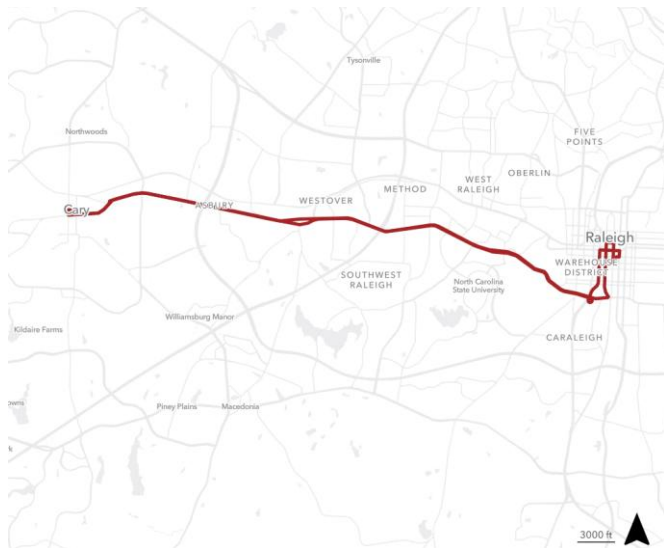 Tysonville
Northwoods
FIVE
POINTS
OBERLIN
WEST
RALEIGH
METHOD
WESTOVER
ASBURY
Cary
Raleigh
WAREHOUSE
DISTRICT
SOUTHWEST
RALEIGH
North Carolina
State University
Williamsburg Manor
Kildaire Farms
CARALEIGH
Piney Plains
Macedonia
3000 ft